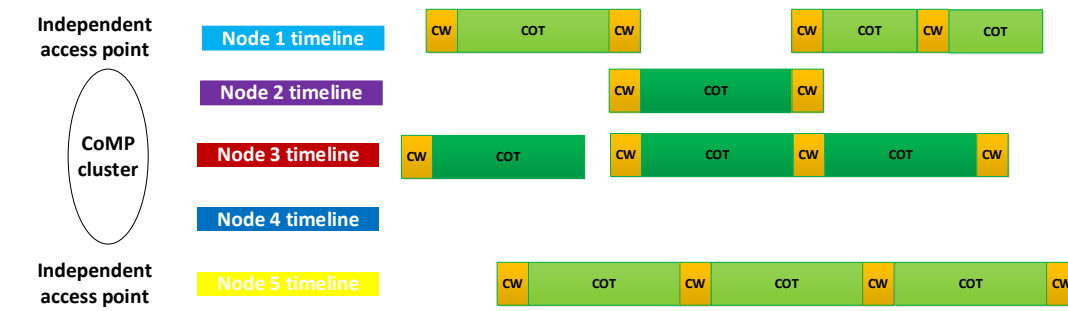 Independent
access point
Node 1 timeline
CW COT CW CW COT CW COT
Node 2 timeline
CW COT CW
CoMP
cluster
Node 3 timeline
CW COT CW COT CW COT CW
Node 4 timeline
Independent
access point
Node 5 timeline
CW COT CW COT CW COT CW